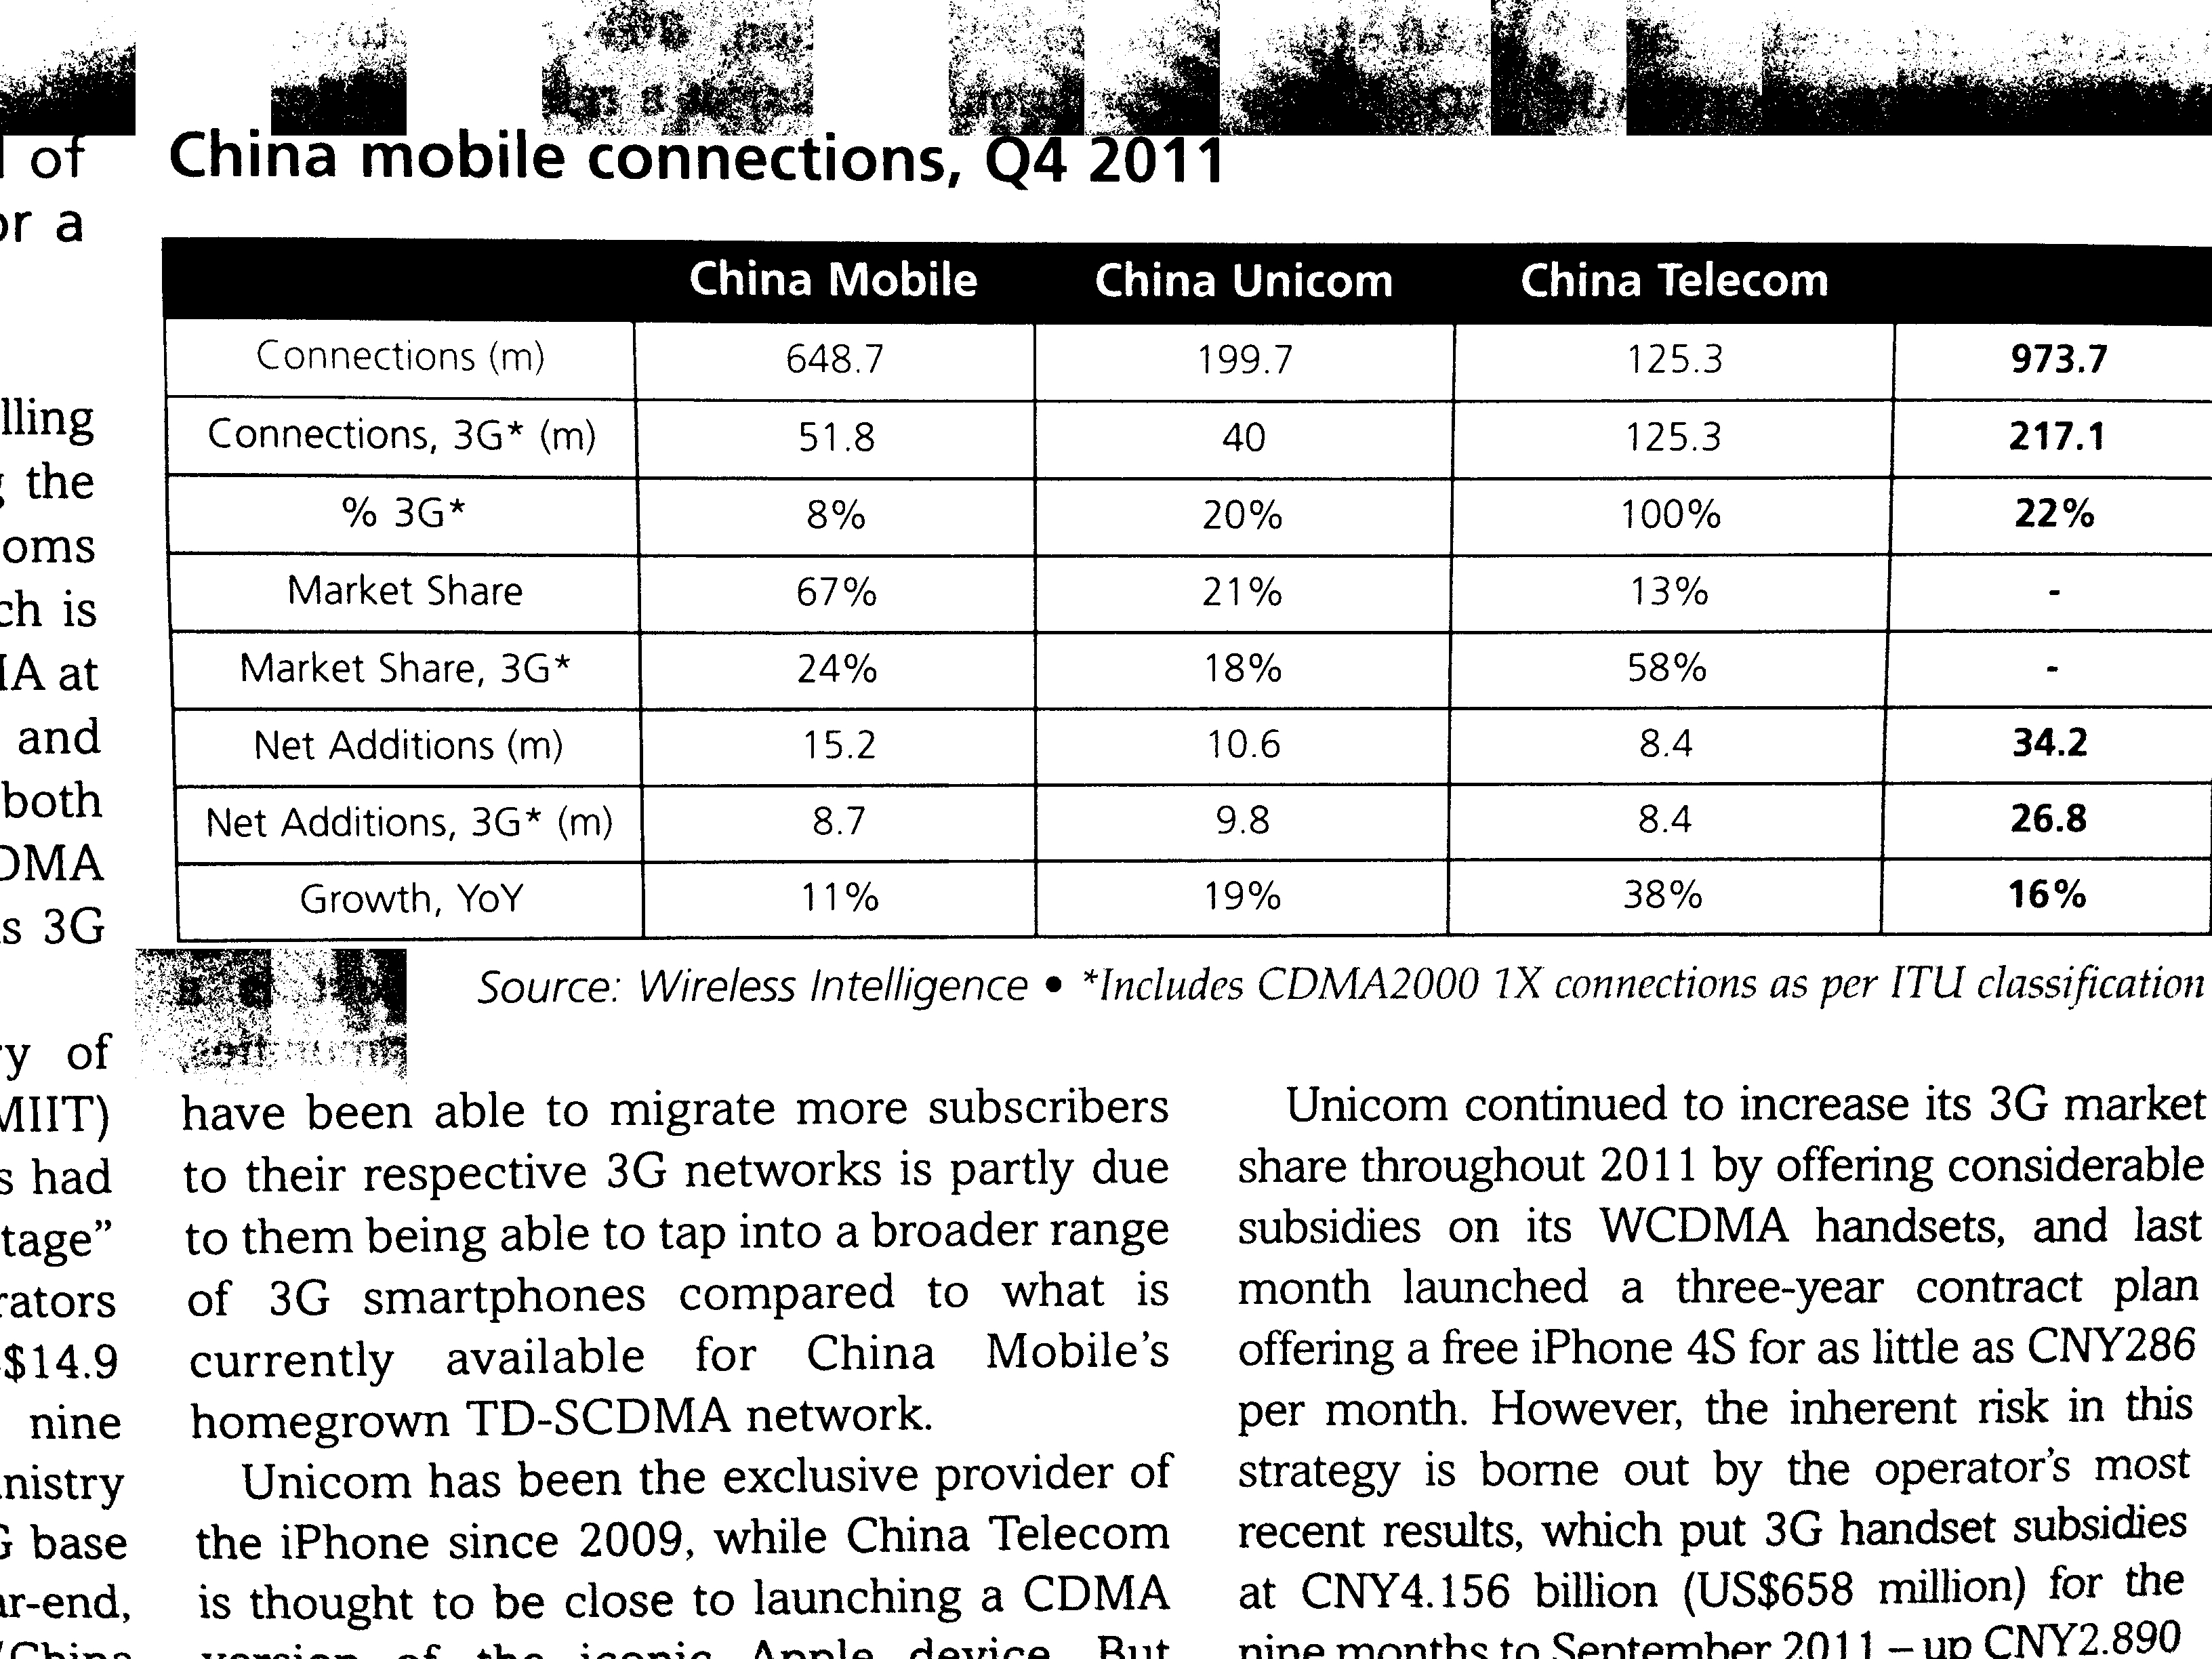 of
or a
lling
the
oms
ch is
MA at
and
both
DMA
s 3G
ry of
MIIT)
s had
tage”
rators
$14.9
nine
nistry
G base
ar-end,
China mobile connections, Q4 2011
China Mobile China Unicom China Telecom
Connections (m) 648.7 199.7 125.3 973.7
Connections, 3G* (m) 51.8 40 125.3 217.1
% 3G* 8% 20% 100% 22%
Market Share 67% 21% 13% -
Market Share, 3G* 24% 18% 58% -
Net Additions (m) 15.2 10.6 8.4 34.2
Net Additions, 3G* (m) 8.7 9.8 8.4 26.8
Growth, YoY 11% 19% 38% 16%
Source: Wireless Intelligence • *Includes CDMA2000 1X connections as per ITU classification
have been able to migrate more subscribers
to their respective 3G networks is partly due
to them being able to tap into a broader range
of 3G smartphones compared to what is
currently available for China Mobile’s
homegrown TD-SCDMA network.
Unicom has been the exclusive provider of
the iPhone since 2009, while China Telecom
is thought to be close to launching a CDMA
version of the iconic Apple device. But
Unicom continued to increase its 3G market
share throughout 2011 by offering considerable
subsidies on its WCDMA handsets, and last
month launched a three-year contract plan
offering a free iPhone 4S for as little as CNY286
per month. However, the inherent risk in this
strategy is borne out by the operator’s most
recent results, which put 3G handset subsidies
at CNY4.156 billion (US$658 million) for the
nine months to September 2011 – up CNY2.890